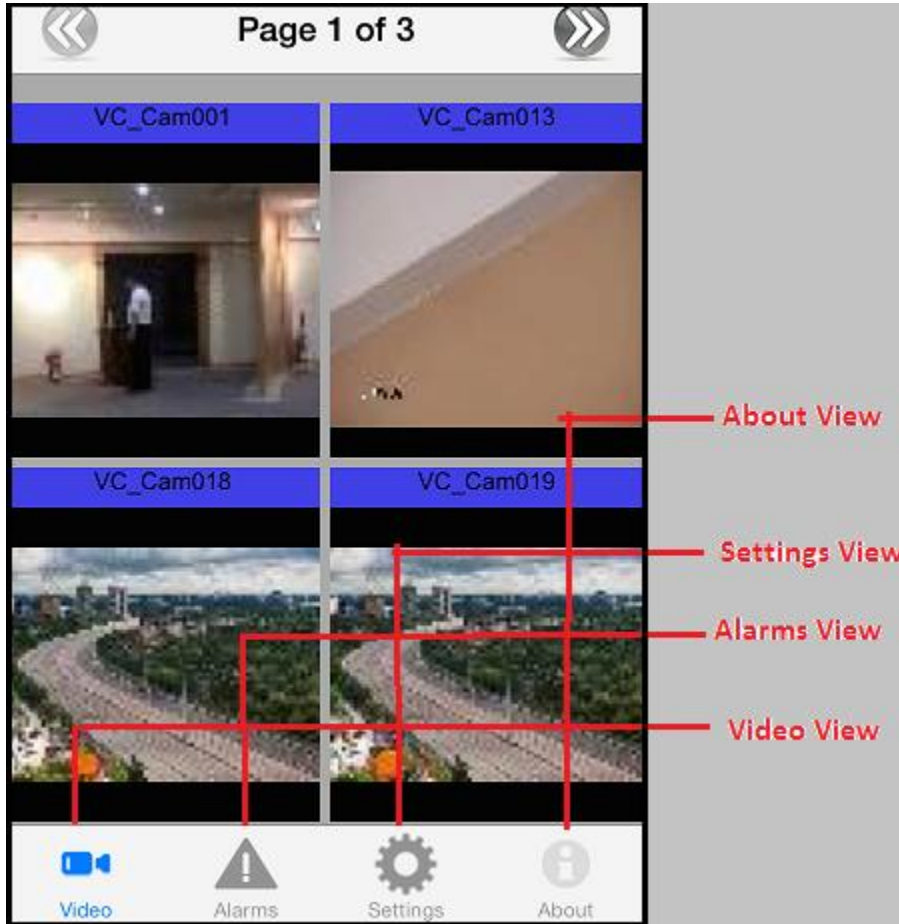 Page 1 of 3
VC_Cam001
VC_Cam013
About View
VC_Cam018
VC_Cam019
Settings View
Alarms View
Video View
Video
Alarms
Settings
About